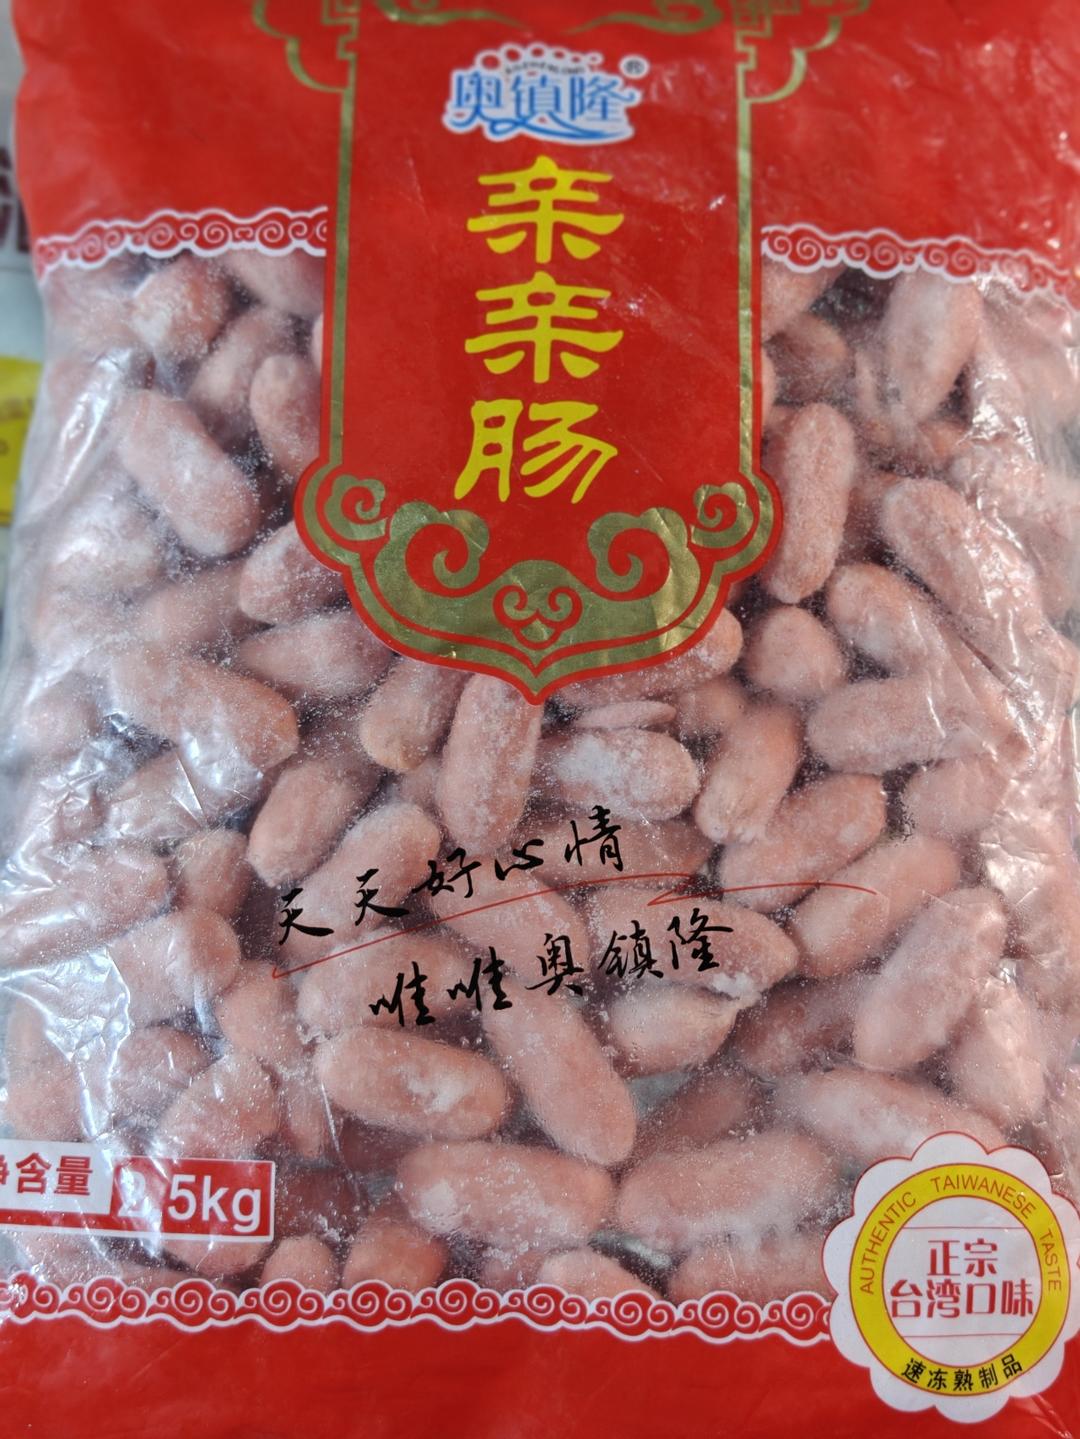 奥镇隆®
亲亲肠
天天好心情
唯唯奥镇隆
净含量 2.5kg
AUTHENTIC TAIWANESE TASTE
正宗
台湾口味
速冻熟制品